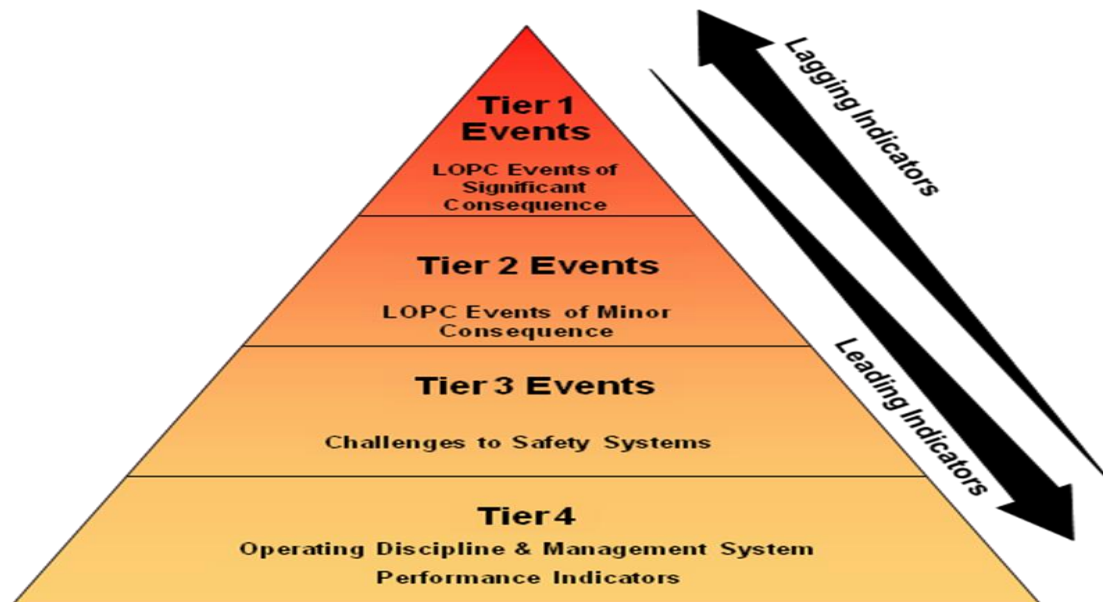 Tier 1
Events
LOPC Events of
Significant
Consequence
Tier 2 Events
LOPC Events of Minor
Consequence
Tier 3 Events
Challenges to Safety Systems
Tier 4
Operating Discipline & Management System
Performance Indicators
Lagging Indicators
Leading Indicators